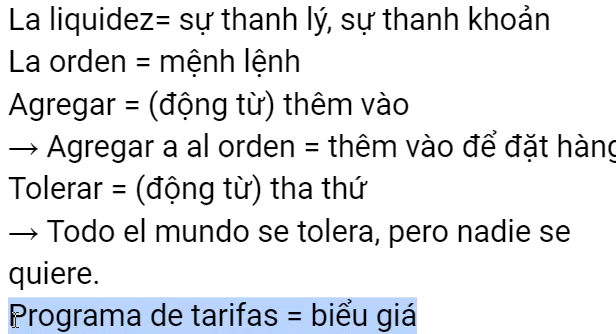 La liquidez= sự thanh lý, sự thanh khoản
La orden = mệnh lệnh
Agregar = (động từ) thêm vào
→ Agregar a al orden = thêm vào để đặt hàng
Tolerar = (động từ) tha thứ
→ Todo el mundo se tolera, pero nadie se
quiere.
Programa de tarifas = biểu giá